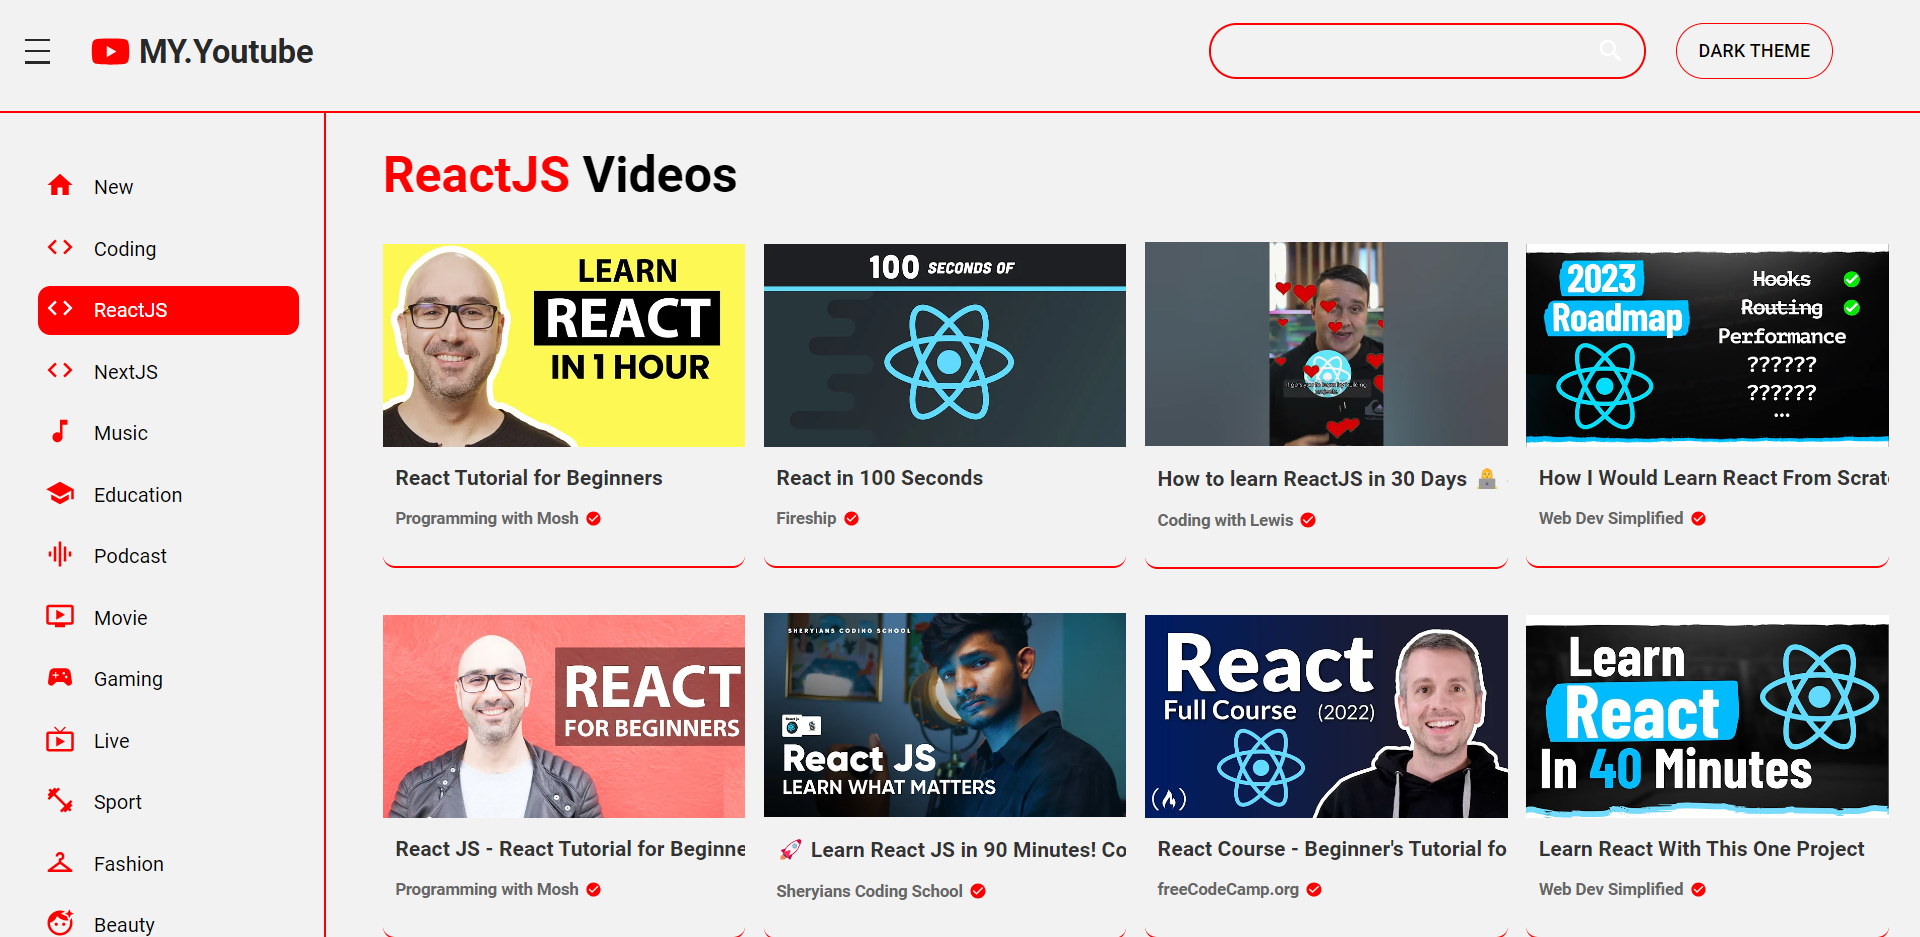 MY.Youtube
DARK THEME
New
Coding
ReactJS
NextJS
Music
Education
Podcast
Movie
Gaming
Live
Sport
Fashion
Beauty
ReactJS Videos
LEARN
REACT
IN 1 HOUR
React Tutorial for Beginners
Programming with Mosh
100 SECONDS OF
React in 100 Seconds
Fireship
How to learn ReactJS in 30 Days
Coding with Lewis
2023
Roadmap
Hooks
Routing
Performance
??????
??????
...
How I Would Learn React From Scrat
Web Dev Simplified
REACT
FOR BEGINNERS
React JS - React Tutorial for Beginne
Programming with Mosh
SHERYIANS CODING SCHOOL
React JS
LEARN WHAT MATTERS
🚀 Learn React JS in 90 Minutes! Co
Sheryians Coding School
React
Full Course (2022)
React Course - Beginner's Tutorial fo
freeCodeCamp.org
Learn
React
In 40 Minutes
Learn React With This One Project
Web Dev Simplified